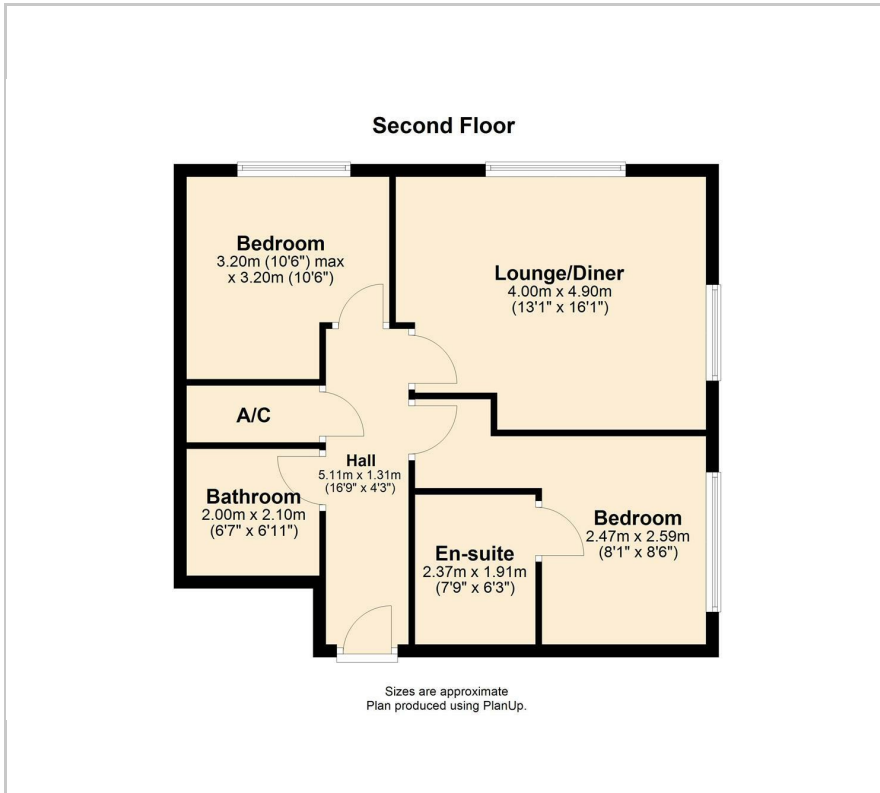 Second Floor
Bedroom
3.20m (10'6") max
x 3.20m (10'6")
Lounge/Diner
4.00m x 4.90m
(13'1" x 16'1")
A/C
Hall
5.11m x 1.31m
(16'9" x 4'3")
Bathroom
2.00m x 2.10m
(6'7" x 6'11")
En-suite
2.37m x 1.91m
(7'9" x 6'3")
Bedroom
2.47m x 2.59m
(8'1" x 8'6")
Sizes are approximate
Plan produced using PlanUp.